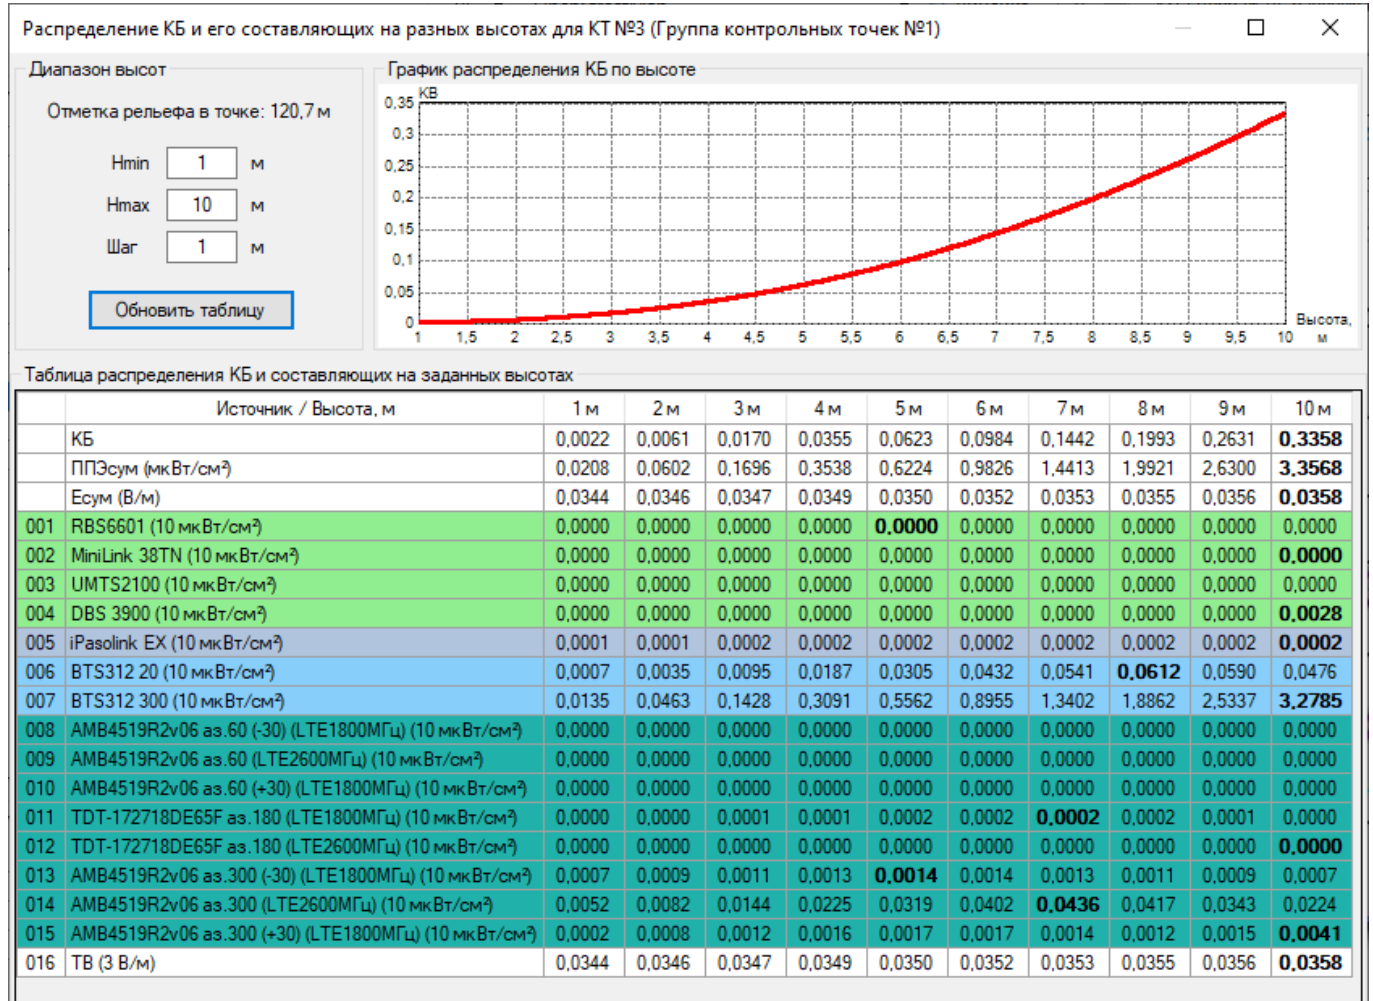 Распределение КБ и его составляющих на разных высотах для КТ №3 (Группа контрольных точек №1)
Диапазон высот
Отметка рельефа в точке: 120,7 м
Hmin 1 м
Hmax 10 м
Шаг 1 м
Обновить таблицу
График распределения КБ по высоте
КВ
0,35
0,3
0,25
0,2
0,15
0,1
0,05
0
1 1,5 2 2,5 3 3,5 4 4,5 5 5,5 6 6,5 7 7,5 8 8,5 9 9,5 10
Высота, м
Таблица распределения КБ и составляющих на заданных высотах
Источник / Высота, м 1 м 2 м 3 м 4 м 5 м 6 м 7 м 8 м 9 м 10 м
КБ 0,0022 0,0061 0,0170 0,0355 0,0623 0,0984 0,1442 0,1993 0,2631 0,3358
ППЭсум (мкВт/см²) 0,0208 0,0602 0,1696 0,3538 0,6224 0,9826 1,4413 1,9921 2,6300 3,3568
Есум (В/м) 0,0344 0,0346 0,0347 0,0349 0,0350 0,0352 0,0353 0,0355 0,0356 0,0358
001 RBS6601 (10 мкВт/см²) 0,0000 0,0000 0,0000 0,0000 0,0000 0,0000 0,0000 0,0000 0,0000 0,0000
002 MiniLink 38TN (10 мкВт/см²) 0,0000 0,0000 0,0000 0,0000 0,0000 0,0000 0,0000 0,0000 0,0000 0,0000
003 UMTS2100 (10 мкВт/см²) 0,0000 0,0000 0,0000 0,0000 0,0000 0,0000 0,0000 0,0000 0,0000 0,0000
004 DBS 3900 (10 мкВт/см²) 0,0000 0,0000 0,0000 0,0000 0,0000 0,0000 0,0000 0,0000 0,0000 0,0028
005 iPasolink EX (10 мкВт/см²) 0,0001 0,0001 0,0002 0,0002 0,0002 0,0002 0,0002 0,0002 0,0002 0,0002
006 BTS312 20 (10 мкВт/см²) 0,0007 0,0035 0,0095 0,0187 0,0305 0,0432 0,0541 0,0612 0,0590 0,0476
007 BTS312 300 (10 мкВт/см²) 0,0135 0,0463 0,1428 0,3091 0,5562 0,8955 1,3402 1,8862 2,5337 3,2785
008 AMB4519R2v06 аз.60 (-30) (LTE1800МГц) (10 мкВт/см²) 0,0000 0,0000 0,0000 0,0000 0,0000 0,0000 0,0000 0,0000 0,0000 0,0000
009 AMB4519R2v06 аз.60 (LTE2600МГц) (10 мкВт/см²) 0,0000 0,0000 0,0000 0,0000 0,0000 0,0000 0,0000 0,0000 0,0000 0,0000
010 AMB4519R2v06 аз.60 (+30) (LTE1800МГц) (10 мкВт/см²) 0,0000 0,0000 0,0000 0,0000 0,0000 0,0000 0,0000 0,0000 0,0000 0,0000
011 TDT-172718DE65F аз.180 (LTE1800МГц) (10 мкВт/см²) 0,0000 0,0000 0,0001 0,0001 0,0002 0,0002 0,0002 0,0002 0,0001 0,0000
012 TDT-172718DE65F аз.180 (LTE2600МГц) (10 мкВт/см²) 0,0000 0,0000 0,0000 0,0000 0,0000 0,0000 0,0000 0,0000 0,0000 0,0000
013 AMB4519R2v06 аз.300 (-30) (LTE1800МГц) (10 мкВт/см²) 0,0007 0,0009 0,0011 0,0013 0,0014 0,0014 0,0013 0,0011 0,0009 0,0007
014 AMB4519R2v06 аз.300 (LTE2600МГц) (10 мкВт/см²) 0,0052 0,0082 0,0144 0,0225 0,0319 0,0402 0,0436 0,0417 0,0343 0,0224
015 AMB4519R2v06 аз.300 (+30) (LTE1800МГц) (10 мкВт/см²) 0,0002 0,0008 0,0012 0,0016 0,0017 0,0017 0,0014 0,0012 0,0015 0,0041
016 ТВ (3 В/м) 0,0344 0,0346 0,0347 0,0349 0,0350 0,0352 0,0353 0,0355 0,0356 0,0358